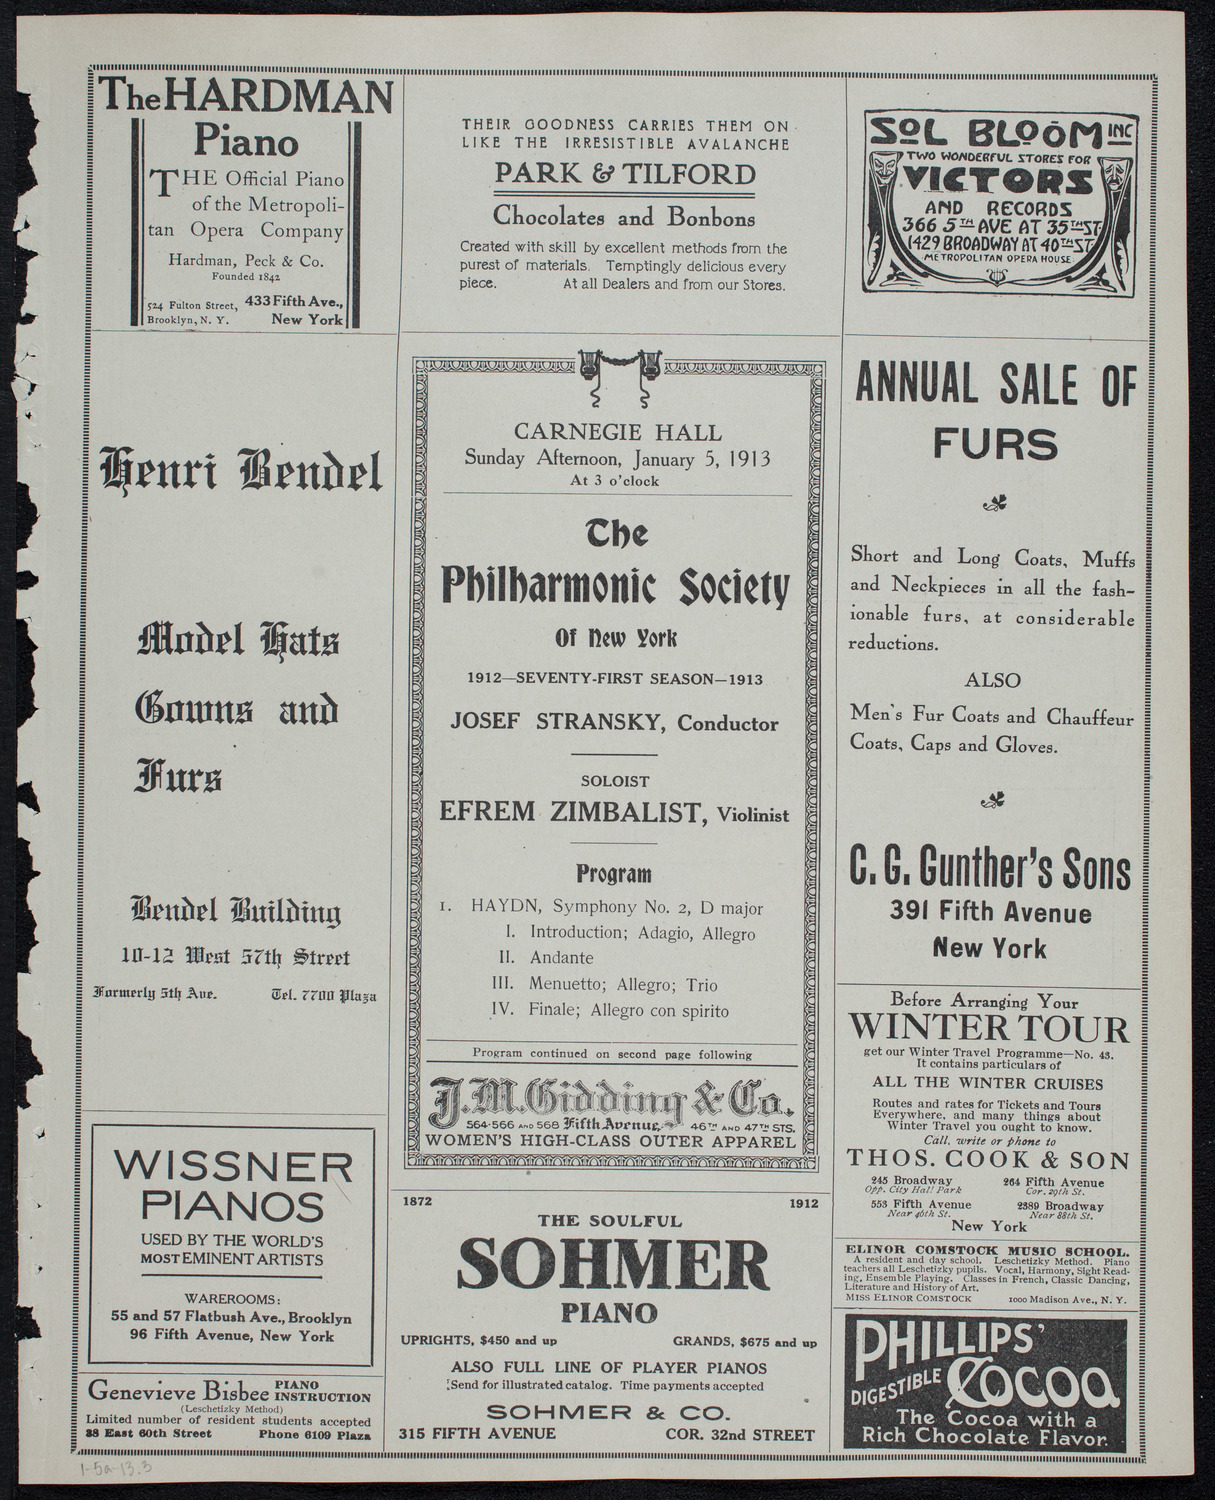 The HARDMAN
Piano
THE Official Piano
of the Metropoli-
tan Opera Company
Hardman, Peck & Co.
Founded 1842
524 Fulton Street, 433 Fifth Ave.,
Brooklyn, N. Y. New York
THEIR GOODNESS CARRIES THEM ON
LIKE THE IRRESISTIBLE AVALANCHE
PARK & TILFORD
Chocolates and Bonbons
Created with skill by excellent methods from the
purest of materials. Temptingly delicious every
piece. At all Dealers and from our Stores.
SOL BLOOM INC
TWO WONDERFUL STORES FOR
VICTORS
AND RECORDS
366 5TH AVE AT 35TH ST.
1429 BROADWAY AT 40TH ST.
METROPOLITAN OPERA HOUSE
Henri Bendel
Model Hats
Gowns and
Furs
Bendel Building
10-12 West 57th Street
Formerly 5th Ave. Tel. 7700 Plaza
WISSNER
PIANOS
USED BY THE WORLD'S
MOST EMINENT ARTISTS
WAREROOMS:
55 and 57 Flatbush Ave., Brooklyn
96 Fifth Avenue, New York
Genevieve Bisbee PIANO
INSTRUCTION
(Leschetizky Method)
Limited number of resident students accepted
38 East 60th Street Phone 6109 Plaza
CARNEGIE HALL
Sunday Afternoon, January 5, 1913
At 3 o'clock
The
Philharmonic Society
Of New York
1912—SEVENTY-FIRST SEASON—1913
JOSEF STRANSKY, Conductor
SOLOIST
EFREM ZIMBALIST, Violinist
Program
1. HAYDN, Symphony No. 2, D major
I. Introduction; Adagio, Allegro
II. Andante
III. Menuetto; Allegro; Trio
IV. Finale; Allegro con spirito
Program continued on second page following
J.M. Gidding & Co.
564-566 AND 568 Fifth Avenue, 46TH AND 47TH STS.
WOMEN'S HIGH-CLASS OUTER APPAREL
1872 1912
THE SOULFUL
SOHMER
PIANO
UPRIGHTS, $450 and up GRANDS, $675 and up
ALSO FULL LINE OF PLAYER PIANOS
Send for illustrated catalog. Time payments accepted
SOHMER & CO.
315 FIFTH AVENUE COR. 32nd STREET
ANNUAL SALE OF
FURS
Short and Long Coats, Muffs
and Neckpieces in all the fash-
ionable furs, at considerable
reductions.
ALSO
Men's Fur Coats and Chauffeur
Coats, Caps and Gloves.
C. G. Gunther's Sons
391 Fifth Avenue
New York
Before Arranging Your
WINTER TOUR
get our Winter Travel Programme—No. 43.
It contains particulars of
ALL THE WINTER CRUISES
Routes and rates for Tickets and Tours
Everywhere, and many things about
Winter Travel you ought to know.
Call, write or phone to
THOS. COOK & SON
245 Broadway 264 Fifth Avenue
Opp. City Hall Park Cor. 29th St.
553 Fifth Avenue 2389 Broadway
Near 46th St. Near 88th St.
New York
ELINOR COMSTOCK MUSIC SCHOOL.
A resident and day school. Leschetizky Method. Piano
teachers all Leschetizky pupils. Vocal, Harmony, Sight Read-
ing, Ensemble Playing. Classes in French, Classic Dancing,
Literature and History of Art.
MISS ELINOR COMSTOCK 1000 Madison Ave., N. Y.
PHILLIPS'
DIGESTIBLE COCOA
The Cocoa with a
Rich Chocolate Flavor.
1-5a-13.3